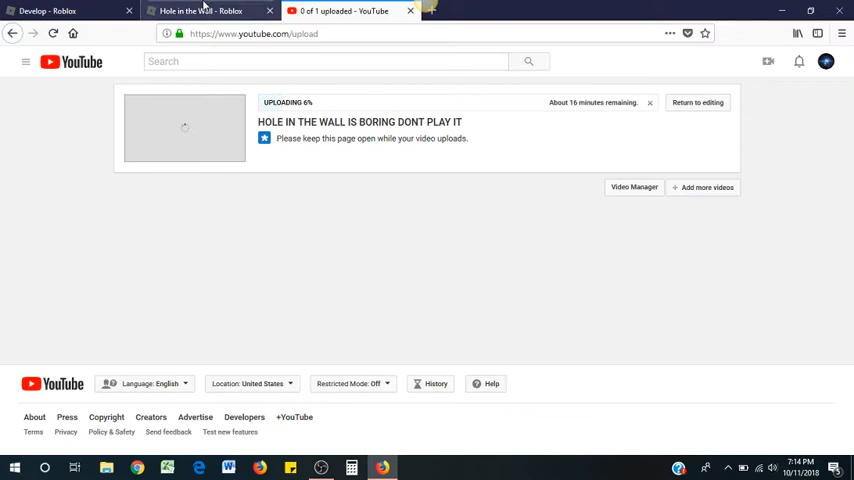 Develop - Roblox
Hole in the Wall - Roblox
0 of 1 uploaded - YouTube
https://www.youtube.com/upload
YouTube
Search
UPLOADING 6%
About 16 minutes remaining.
Return to editing
HOLE IN THE WALL IS BORING DONT PLAY IT
Please keep this page open while your video uploads.
Video Manager
+ Add more videos
YouTube
Language: English
Location: United States
Restricted Mode: Off
History
Help
About Press Copyright Creators Advertise Developers +YouTube
Terms Privacy Policy & Safety Send feedback Test new features
7:14 PM
10/11/2018